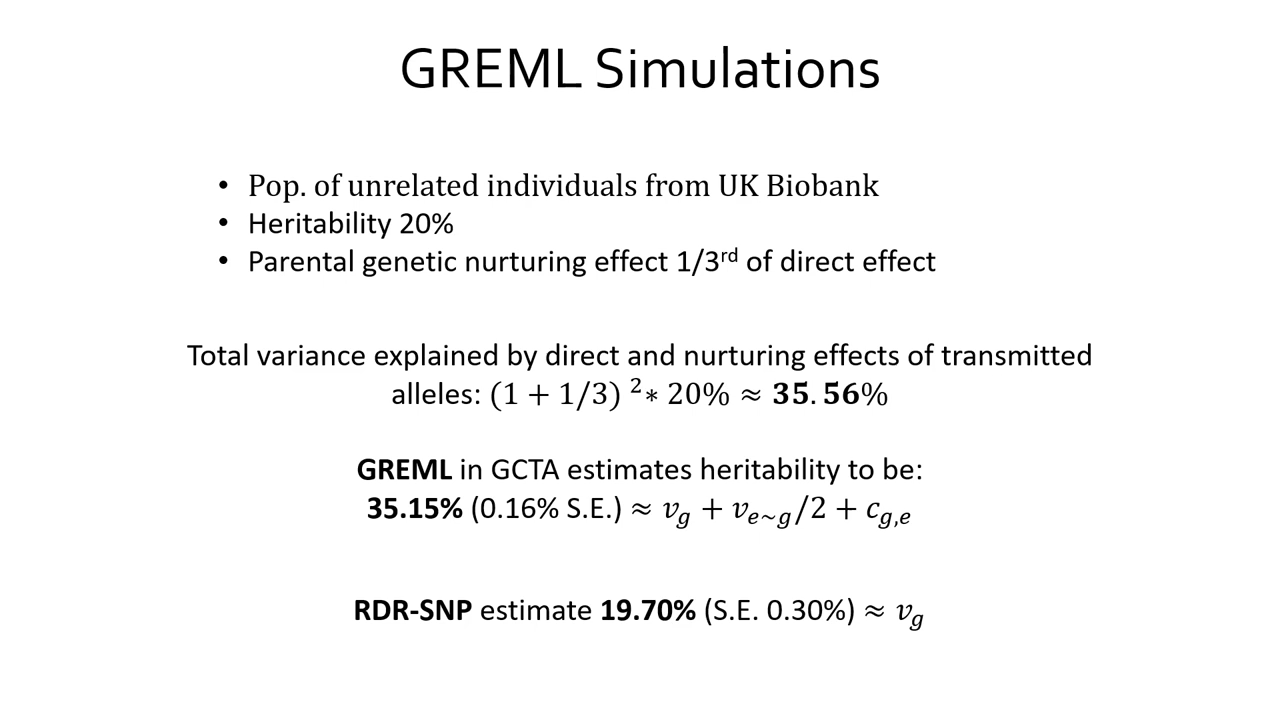 GREML Simulations
• Pop. of unrelated individuals from UK Biobank
• Heritability 20%
• Parental genetic nurturing effect 1/3rd of direct effect
Total variance explained by direct and nurturing effects of transmitted
alleles: (1 + 1/3) ²∗ 20% ≈ 35.56%
GREML in GCTA estimates heritability to be:
35.15% (0.16% S.E.) ≈ v_g + v_{e~g}/2 + c_{g,e}
RDR-SNP estimate 19.70% (S.E. 0.30%) ≈ v_g